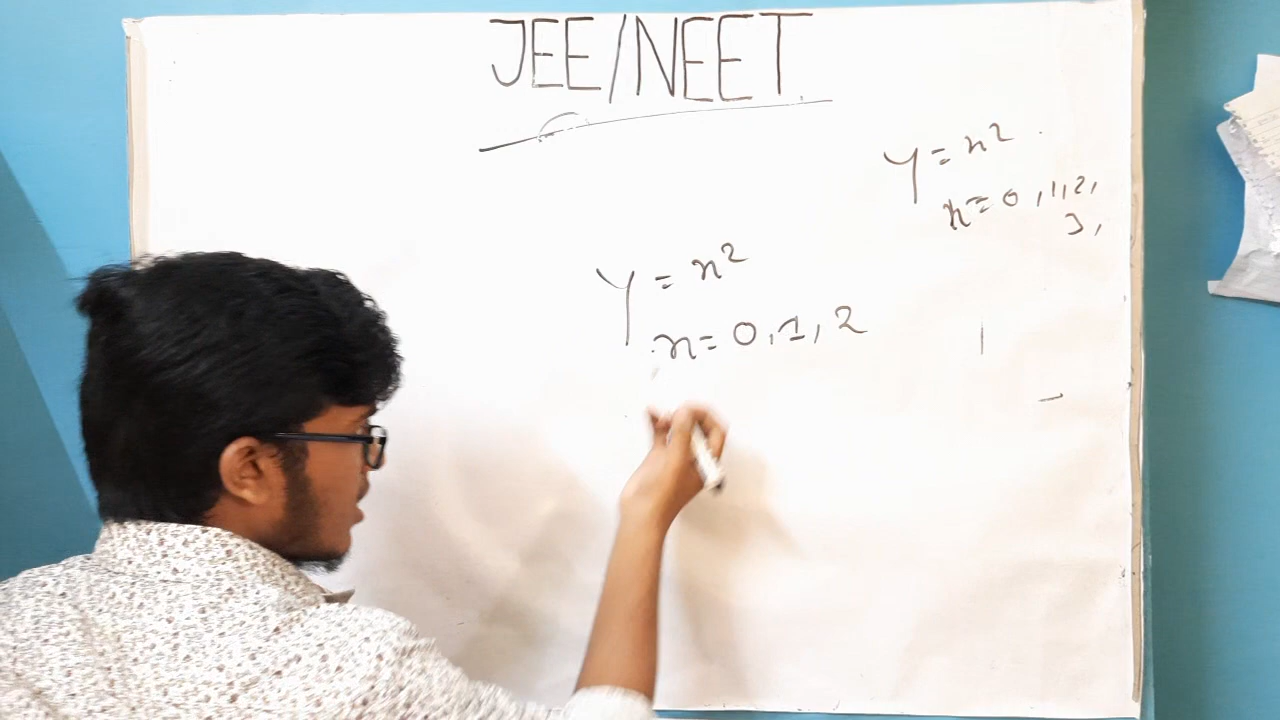 JEE/NEET
y = x²
x = 0, 1, 2,
3,
y = x²
x = 0, 1, 2